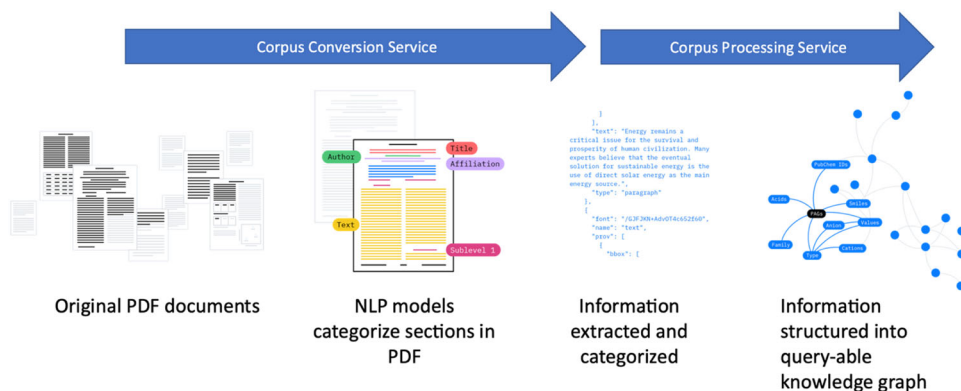 Corpus Conversion Service
Corpus Processing Service
Author
Title
Affiliation
Text
Sublevel 1
]
],
"text": "Energy remains a
critical issue for the survival and
prosperity of human civilization. Many
experts believe that the eventual
solution for sustainable energy is the
use of direct solar energy as the main
energy source.",
"type": "paragraph"
},
{
"font": "/GJFJKN+AdvOT4c652f60",
"name": "text",
"prov": [
[
"bbox": [
PubChem IDs
Acids
Smiles
PAGs
Anion
Values
Family
Type
Cations
Original PDF documents
NLP models
categorize sections in
PDF
Information
extracted and
categorized
Information
structured into
query-able
knowledge graph